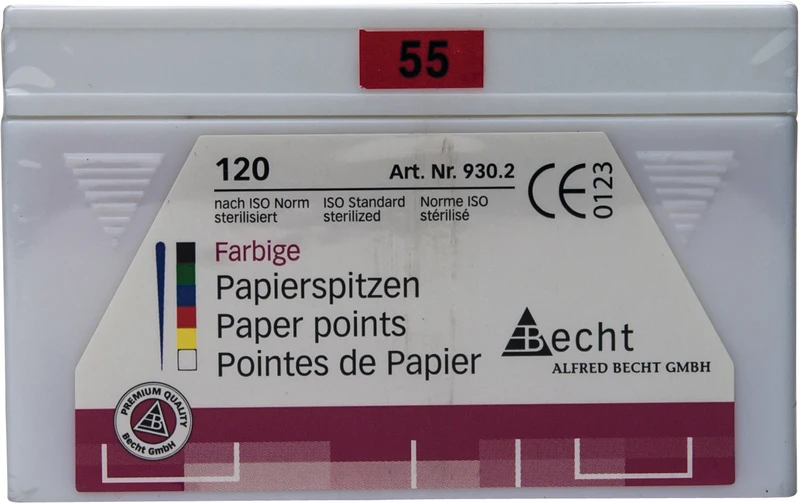 55
120 Art. Nr. 930.2
nach ISO Norm ISO Standard Norme ISO
sterilisiert sterilized stérilisé
CE 0123
Farbige
Papierspitzen
Paper points
Pointes de Papier
Becht
ALFRED BECHT GMBH
PREMIUM QUALITY
Becht GmbH